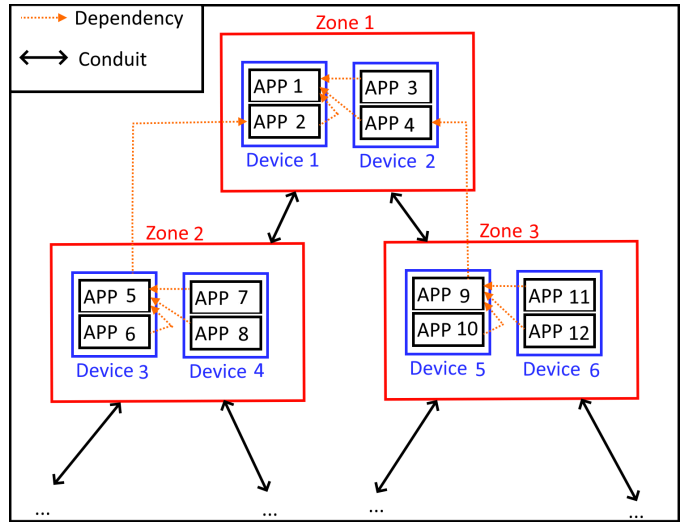 Dependency
Conduit
Zone 1
APP 1
APP 2
Device 1
APP 3
APP 4
Device 2
Zone 2
APP 5
APP 6
Device 3
APP 7
APP 8
Device 4
Zone 3
APP 9
APP 10
Device 5
APP 11
APP 12
Device 6
...
...
...
...